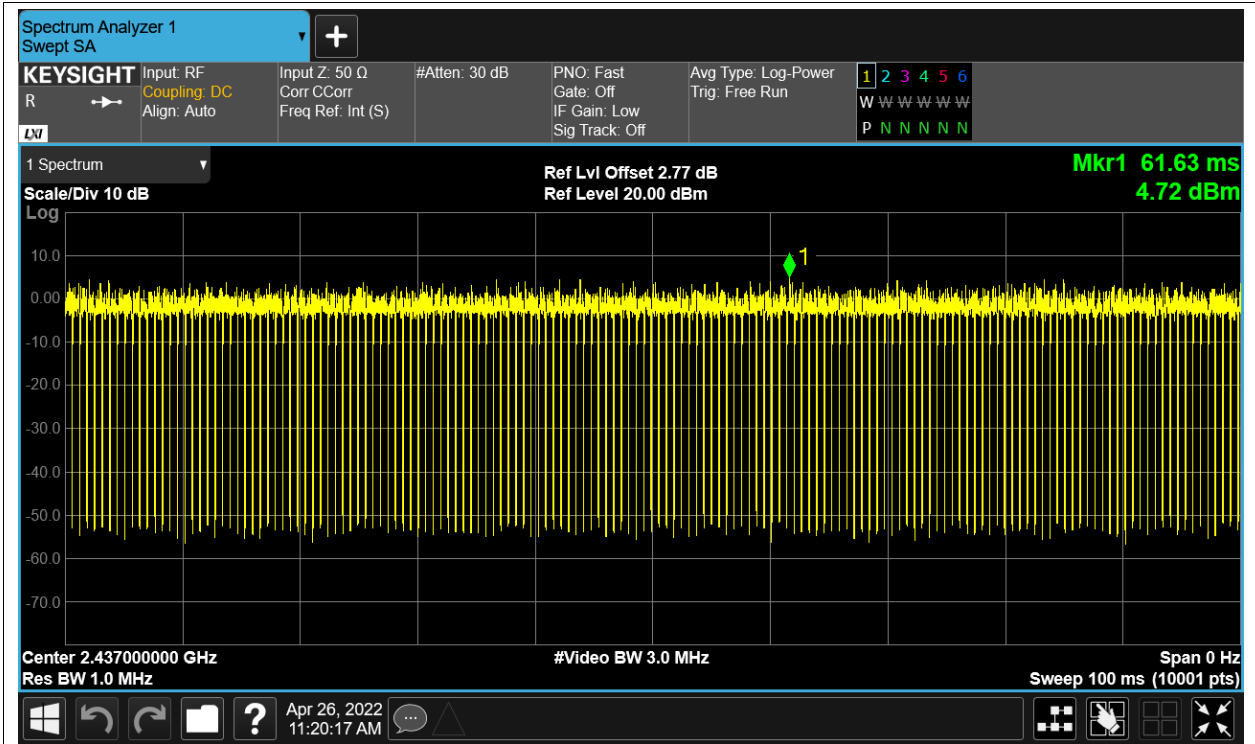 Spectrum Analyzer 1
Swept SA
+
KEYSIGHT Input: RF Input Z: 50 Ω #Atten: 30 dB PNO: Fast Avg Type: Log-Power 1 2 3 4 5 6
R Coupling: DC Corr CCorr Gate: Off Trig: Free Run W W W W W W
Align: Auto Freq Ref: Int (S) IF Gain: Low
LXI Sig Track: Off P N N N N N
1 Spectrum Ref Lvl Offset 2.77 dB Mkr1 61.63 ms
Scale/Div 10 dB Ref Level 20.00 dBm 4.72 dBm
Log
10.0
1
0.00
-10.0
-20.0
-30.0
-40.0
-50.0
-60.0
-70.0
Center 2.437000000 GHz #Video BW 3.0 MHz Span 0 Hz
Res BW 1.0 MHz Sweep 100 ms (10001 pts)
? Apr 26, 2022
11:20:17 AM